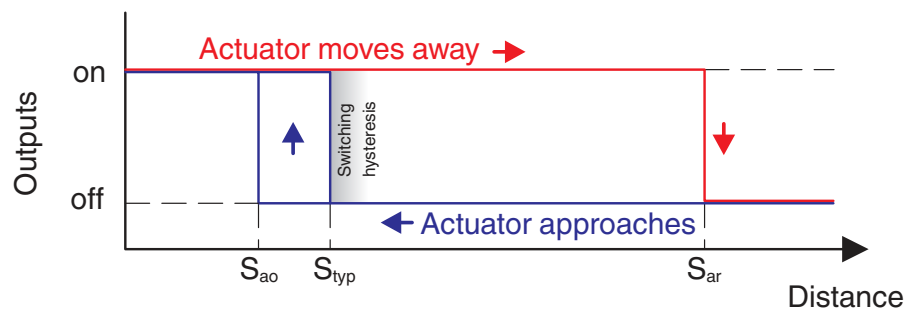 Actuator moves away
on
Outputs
Switching
hysteresis
off
Actuator approaches
Sao
Styp
Sar
Distance